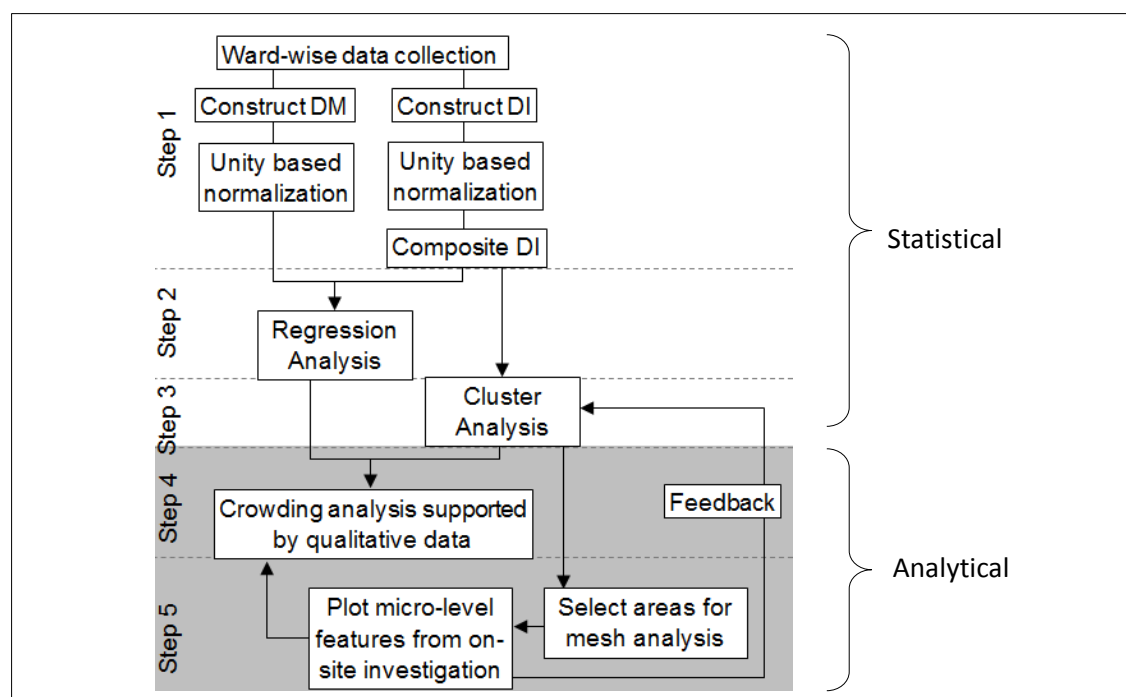 Ward-wise data collection
Step 1
Construct DM
Construct DI
Unity based
normalization
Unity based
normalization
Composite DI
Statistical
Step 2
Regression
Analysis
Step 3
Cluster
Analysis
Step 4
Crowding analysis supported
by qualitative data
Feedback
Analytical
Step 5
Plot micro-level
features from on-
site investigation
Select areas for
mesh analysis